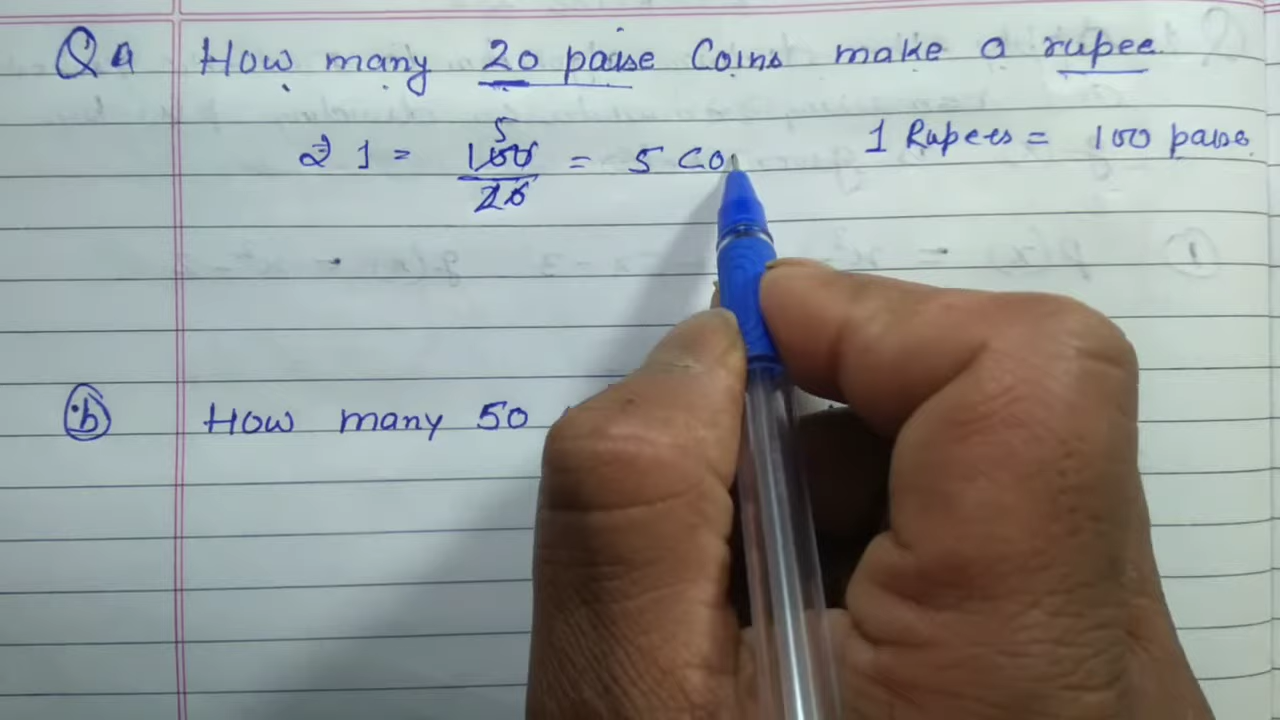 Q a How many 20 paise Coins make a rupee
1 Rupees = 100 paise
₹ 1 = 100/20 5 = 5 Co
b How many 50